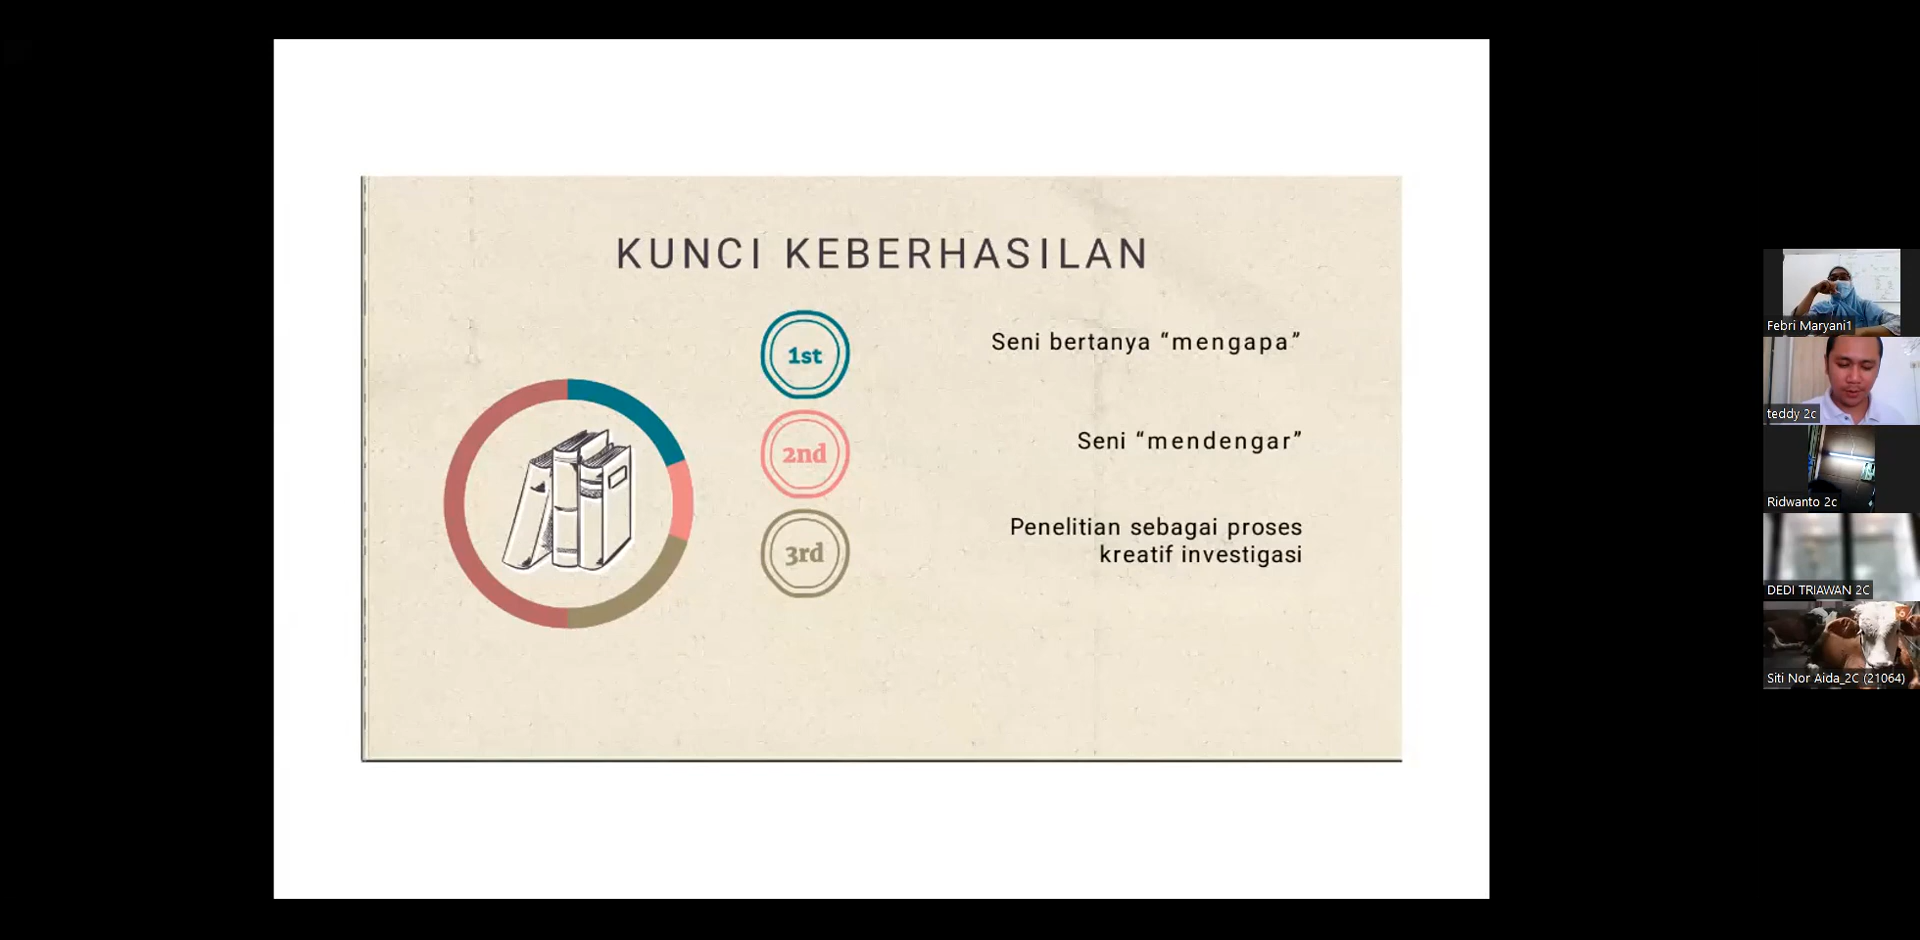 KUNCI KEBERHASILAN
1st
Seni bertanya “mengapa”
2nd
Seni “mendengar”
3rd
Penelitian sebagai proses
kreatif investigasi
Febri Maryani1
teddy 2c
Ridwanto 2c
DEDI TRIAWAN 2C
Siti Nor Aida_2C (21064)